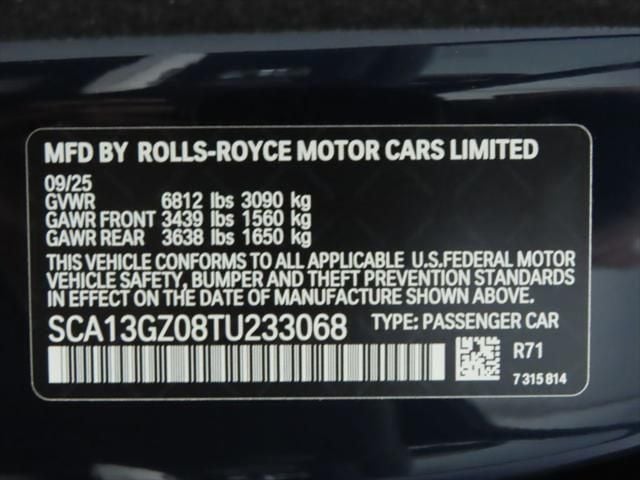 MFD BY ROLLS-ROYCE MOTOR CARS LIMITED
09/25
GVWR 6812 lbs 3090 kg
GAWR FRONT 3439 lbs 1560 kg
GAWR REAR 3638 lbs 1650 kg
THIS VEHICLE CONFORMS TO ALL APPLICABLE U.S.FEDERAL MOTOR
VEHICLE SAFETY, BUMPER AND THEFT PREVENTION STANDARDS
IN EFFECT ON THE DATE OF MANUFACTURE SHOWN ABOVE.
SCA13GZ08TU233068 TYPE: PASSENGER CAR
R71
7315814